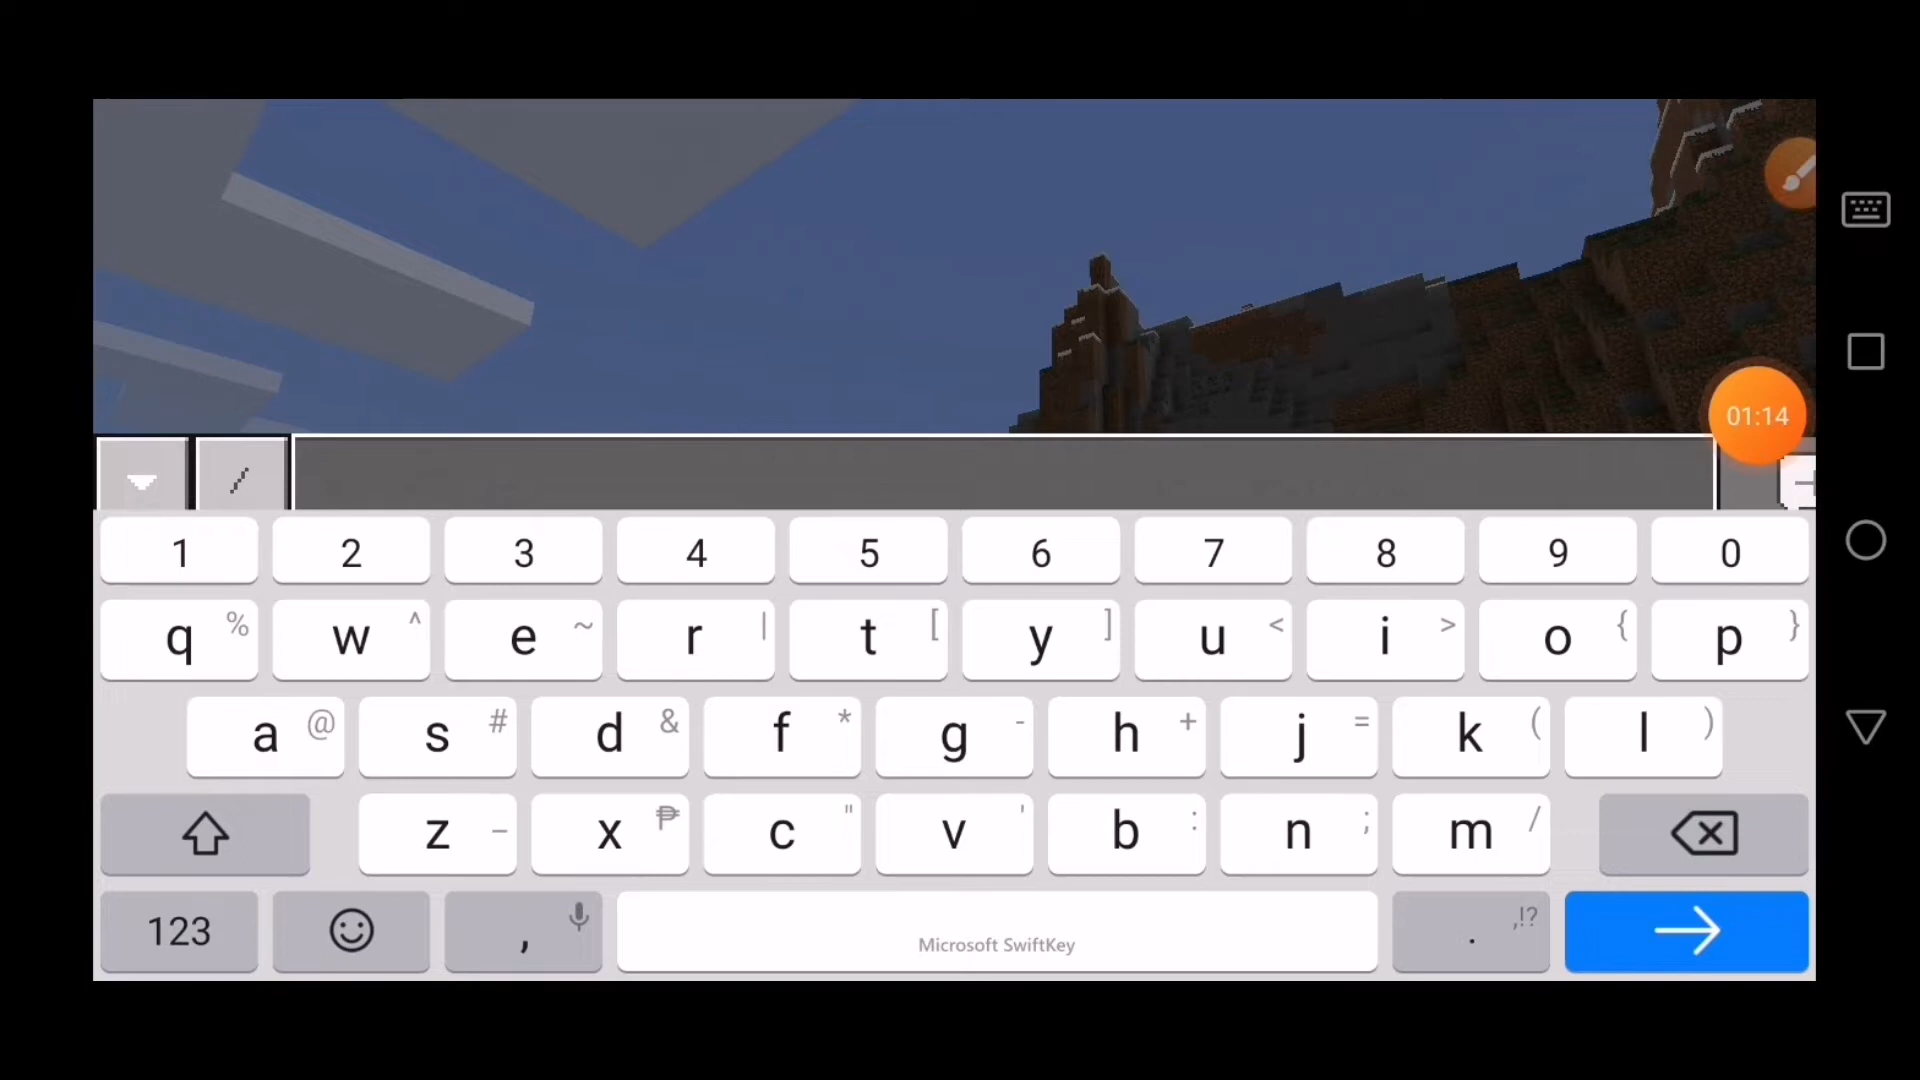 01:14
/
1 2 3 4 5 6 7 8 9 0
q % w ^ e ~ r | t [ y ] u < i > o { p }
a @ s # d & f * g - h + j = k ( l )
z _ x ₱ c " v ' b : n ; m /
123 , Microsoft SwiftKey . ,!?